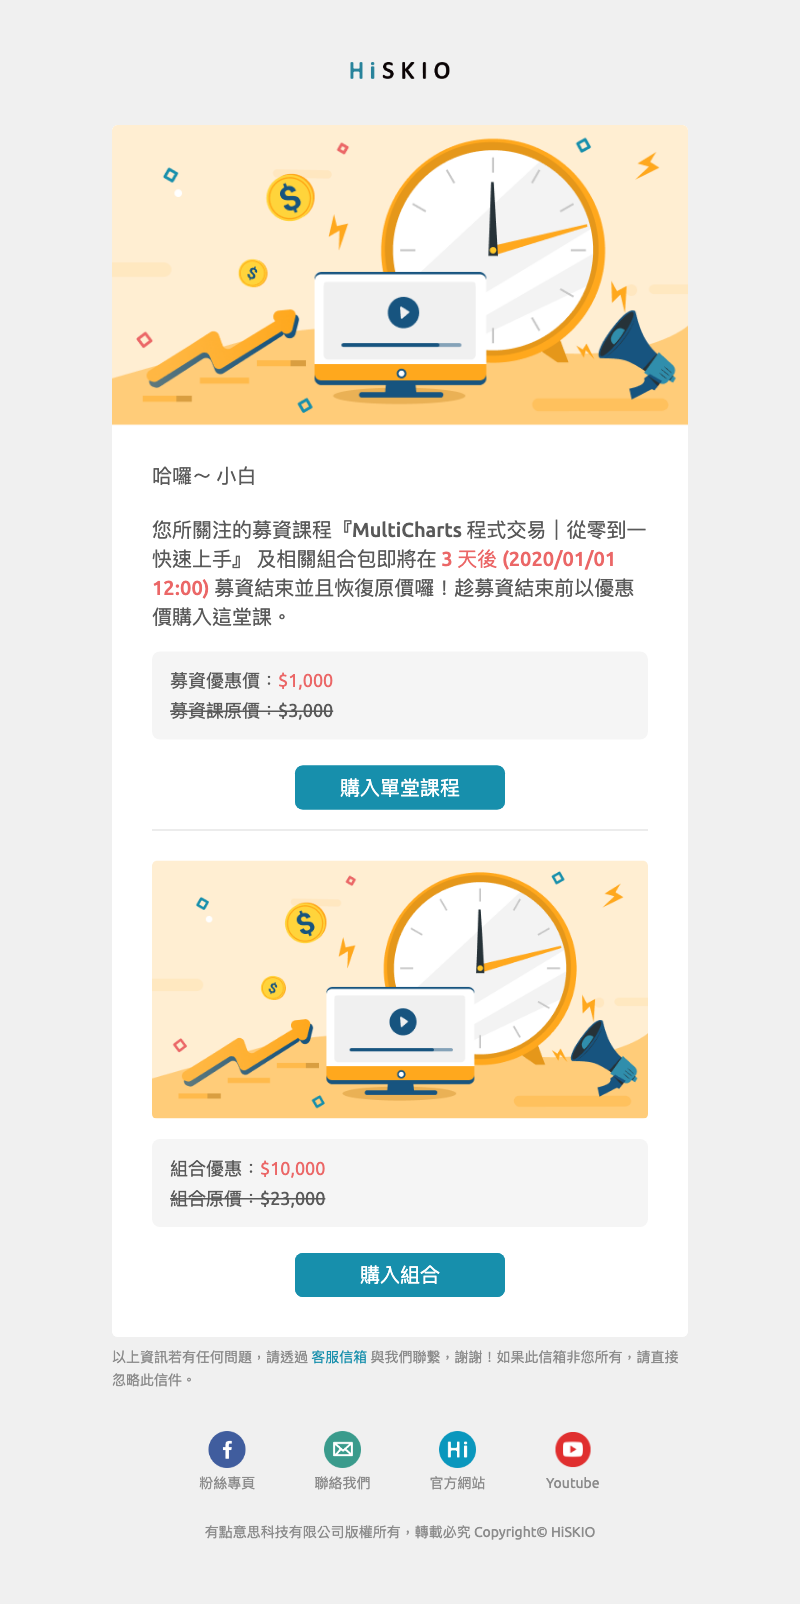 HiSKIO
哈囉～ 小白
您所關注的募資課程『MultiCharts 程式交易｜從零到一
快速上手』 及相關組合包即將在 3 天後 (2020/01/01
12:00) 募資結束並且恢復原價囉！趁募資結束前以優惠
價購入這堂課。
募資優惠價：$1,000
募資課原價：$3,000
購入單堂課程
組合優惠：$10,000
組合原價：$23,000
購入組合
以上資訊若有任何問題，請透過 客服信箱 與我們聯繫，謝謝！如果此信箱非您所有，請直接
忽略此信件。
Hi
粉絲專頁 聯絡我們 官方網站 Youtube
有點意思科技有限公司版權所有，轉載必究 Copyright© HiSKIO